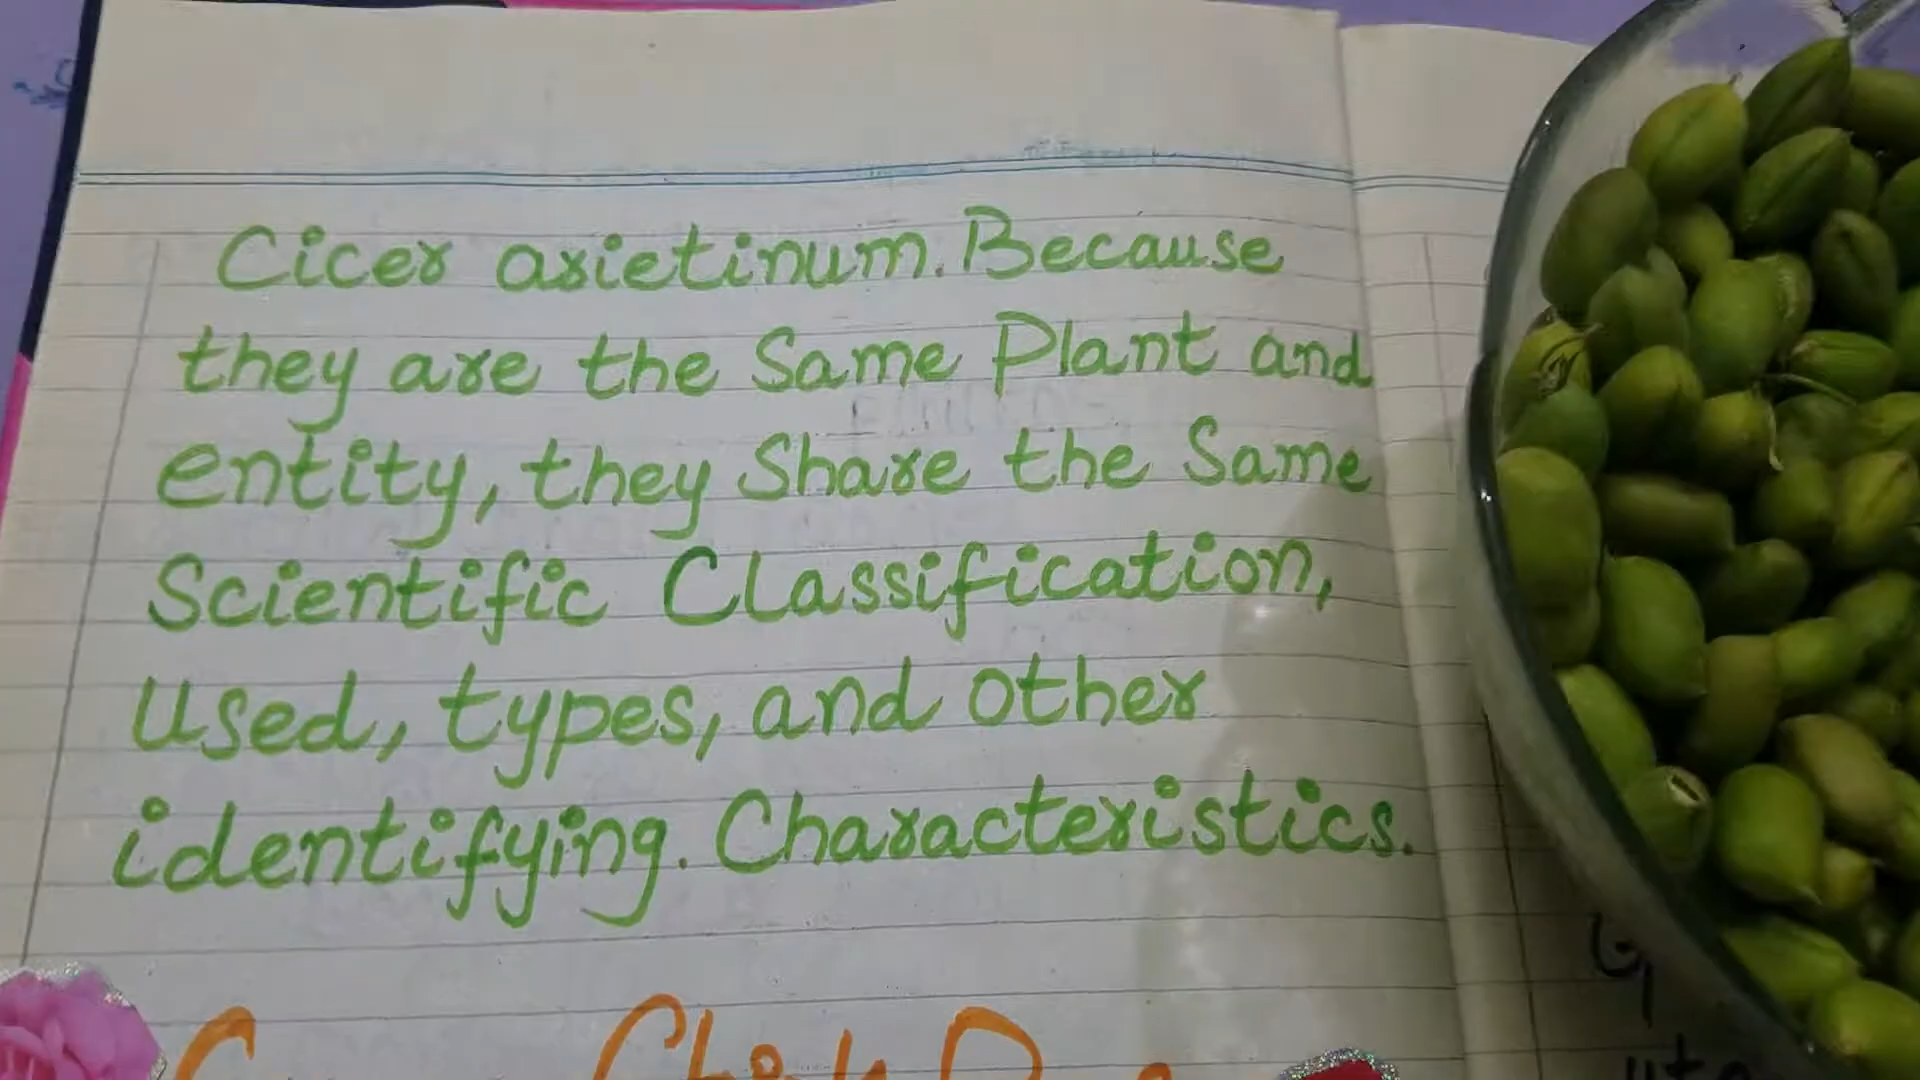 Cicer arietinum. Because
they are the Same Plant and
entity, they Share the Same
Scientific Classification,
Used, types, and other
identifying. Characteristics.